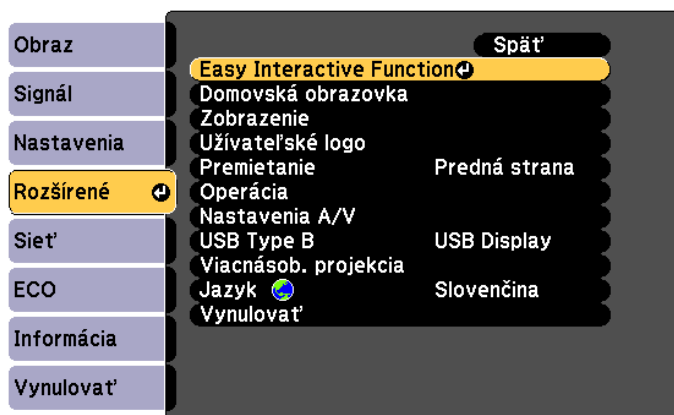 Obraz
Signál
Nastavenia
Rozšírené
Sieť
ECO
Informácia
Vynulovať
Späť
Easy Interactive Function
Domovská obrazovka
Zobrazenie
Užívateľské logo
Premietanie Predná strana
Operácia
Nastavenia A/V
USB Type B USB Display
Viacnásob. projekcia
Jazyk Slovenčina
Vynulovať